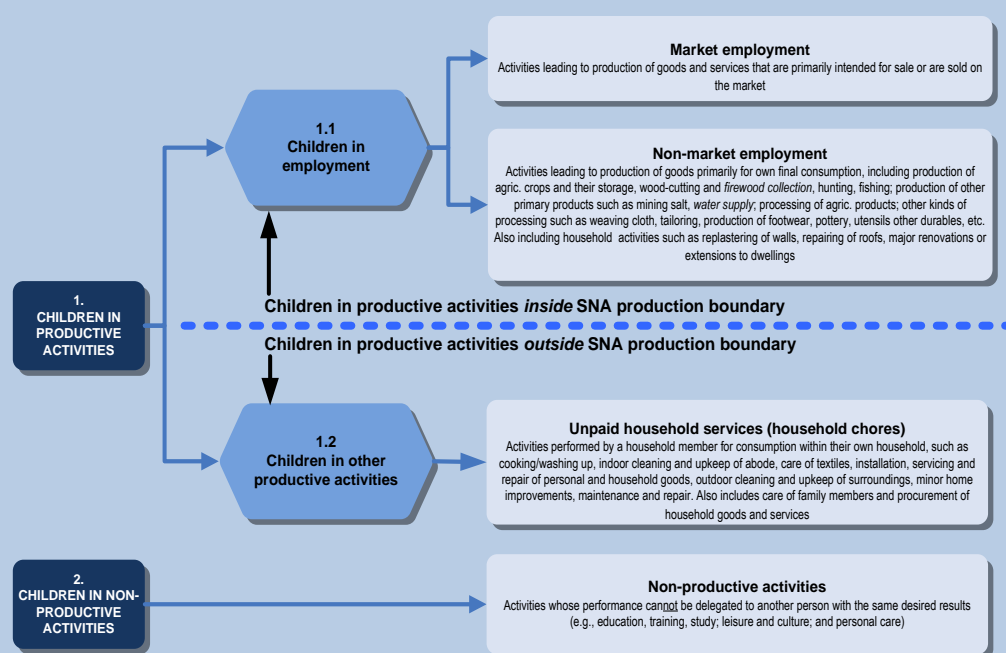 Market employment
Activities leading to production of goods and services that are primarily intended for sale or are sold on
the market
1.1
Children in
employment
Non-market employment
Activities leading to production of goods primarily for own final consumption, including production of
agric. crops and their storage, wood-cutting and firewood collection, hunting, fishing; production of other
primary products such as mining salt, water supply; processing of agric. products; other kinds of
processing such as weaving cloth, tailoring, production of footwear, pottery, utensils other durables, etc.
Also including household activities such as replastering of walls, repairing of roofs, major renovations or
extensions to dwellings
1.
CHILDREN IN
PRODUCTIVE
ACTIVITIES
Children in productive activities inside SNA production boundary
Children in productive activities outside SNA production boundary
1.2
Children in other
productive activities
Unpaid household services (household chores)
Activities performed by a household member for consumption within their own household, such as
cooking/washing up, indoor cleaning and upkeep of abode, care of textiles, installation, servicing and
repair of personal and household goods, outdoor cleaning and upkeep of surroundings, minor home
improvements, maintenance and repair. Also includes care of family members and procurement of
household goods and services
2.
CHILDREN IN NON-
PRODUCTIVE
ACTIVITIES
Non-productive activities
Activities whose performance cannot be delegated to another person with the same desired results
(e.g., education, training, study; leisure and culture; and personal care)